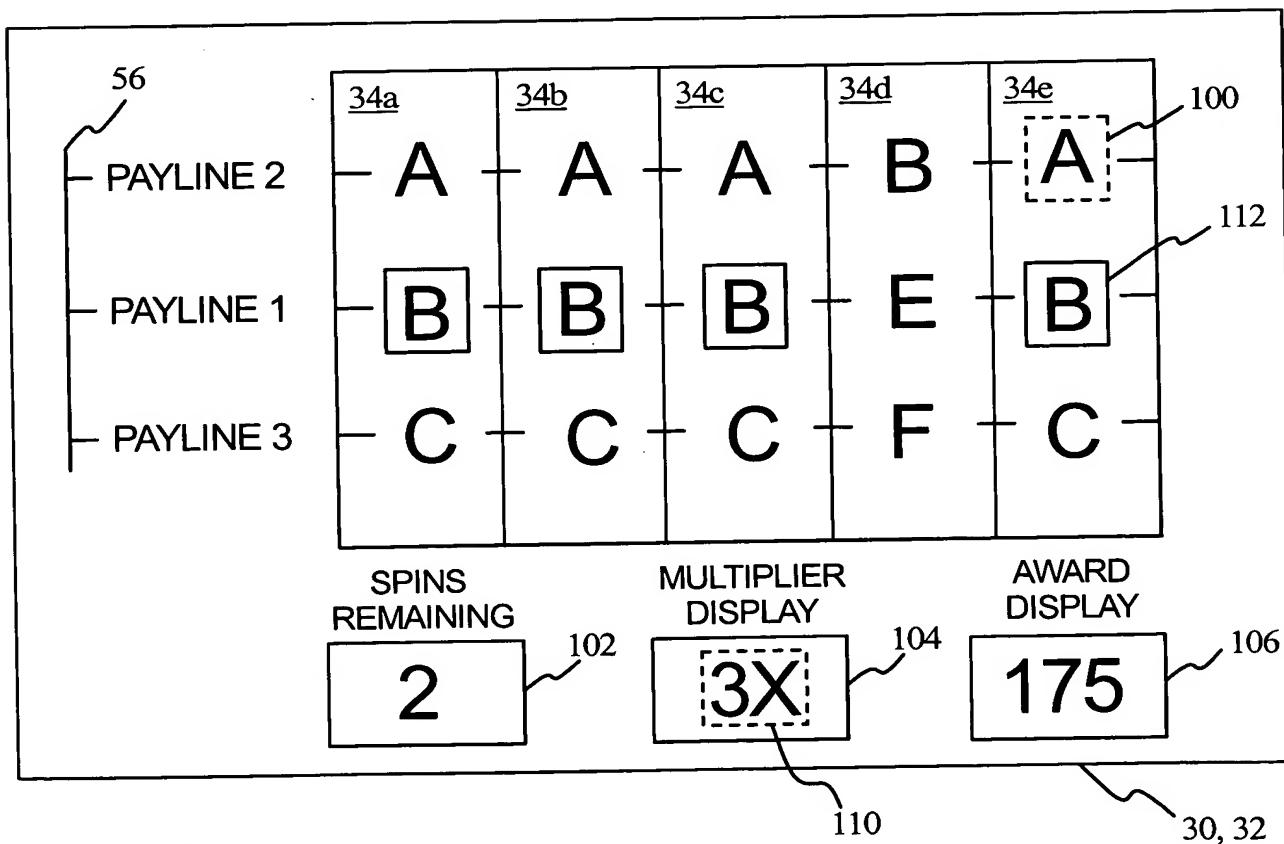 56
34a 34b 34c 34d 34e
100
PAYLINE 2 A A A B A
112
PAYLINE 1 B B B E B
PAYLINE 3 C C C F C
SPINS REMAINING
MULTIPLIER DISPLAY
AWARD DISPLAY
2 102
3X 104
175 106
110
30, 32